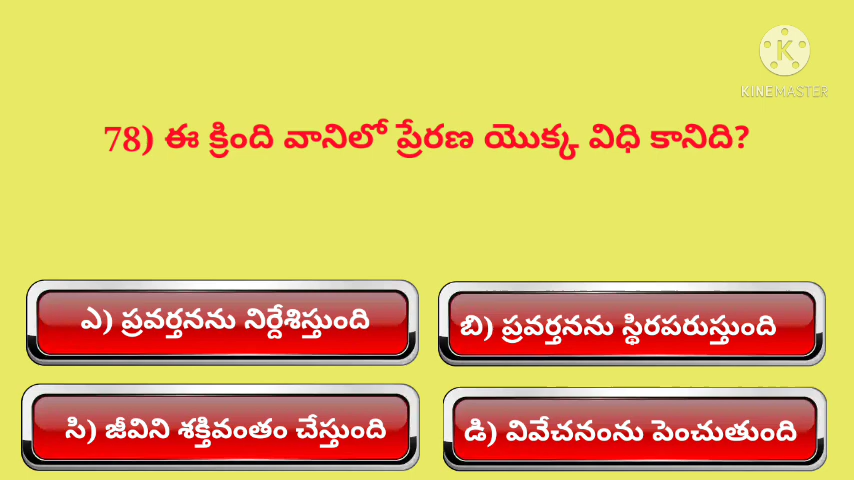 KINEMASTER
78) ఈ క్రింది వానిలో ప్రేరణ యొక్క విధి కానిది?
ఎ) ప్రవర్తనను నిర్దేశిస్తుంది
బి) ప్రవర్తనను స్థిరపరుస్తుంది
సి) జీవిని శక్తివంతం చేస్తుంది
డి) వివేచనంను పెంచుతుంది